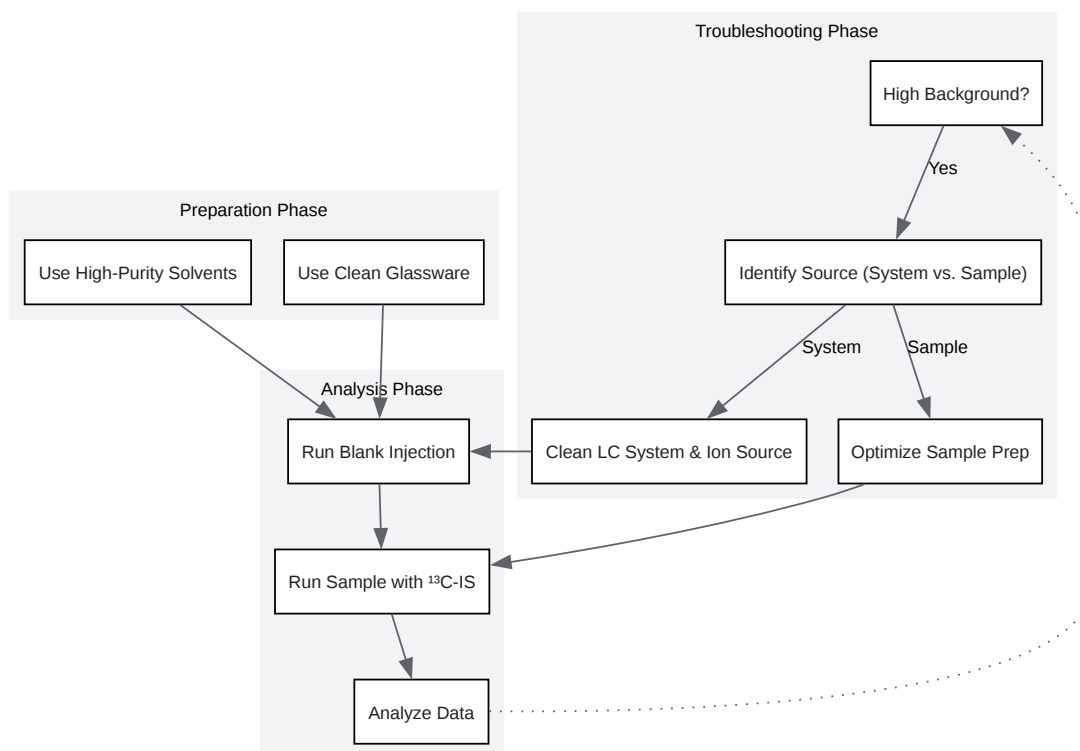 Troubleshooting Phase
High Background?
Yes
Preparation Phase
Use High-Purity Solvents
Use Clean Glassware
Identify Source (System vs. Sample)
System
Sample
Analysis Phase
Run Blank Injection
Clean LC System & Ion Source
Optimize Sample Prep
Run Sample with ¹³C-IS
Analyze Data